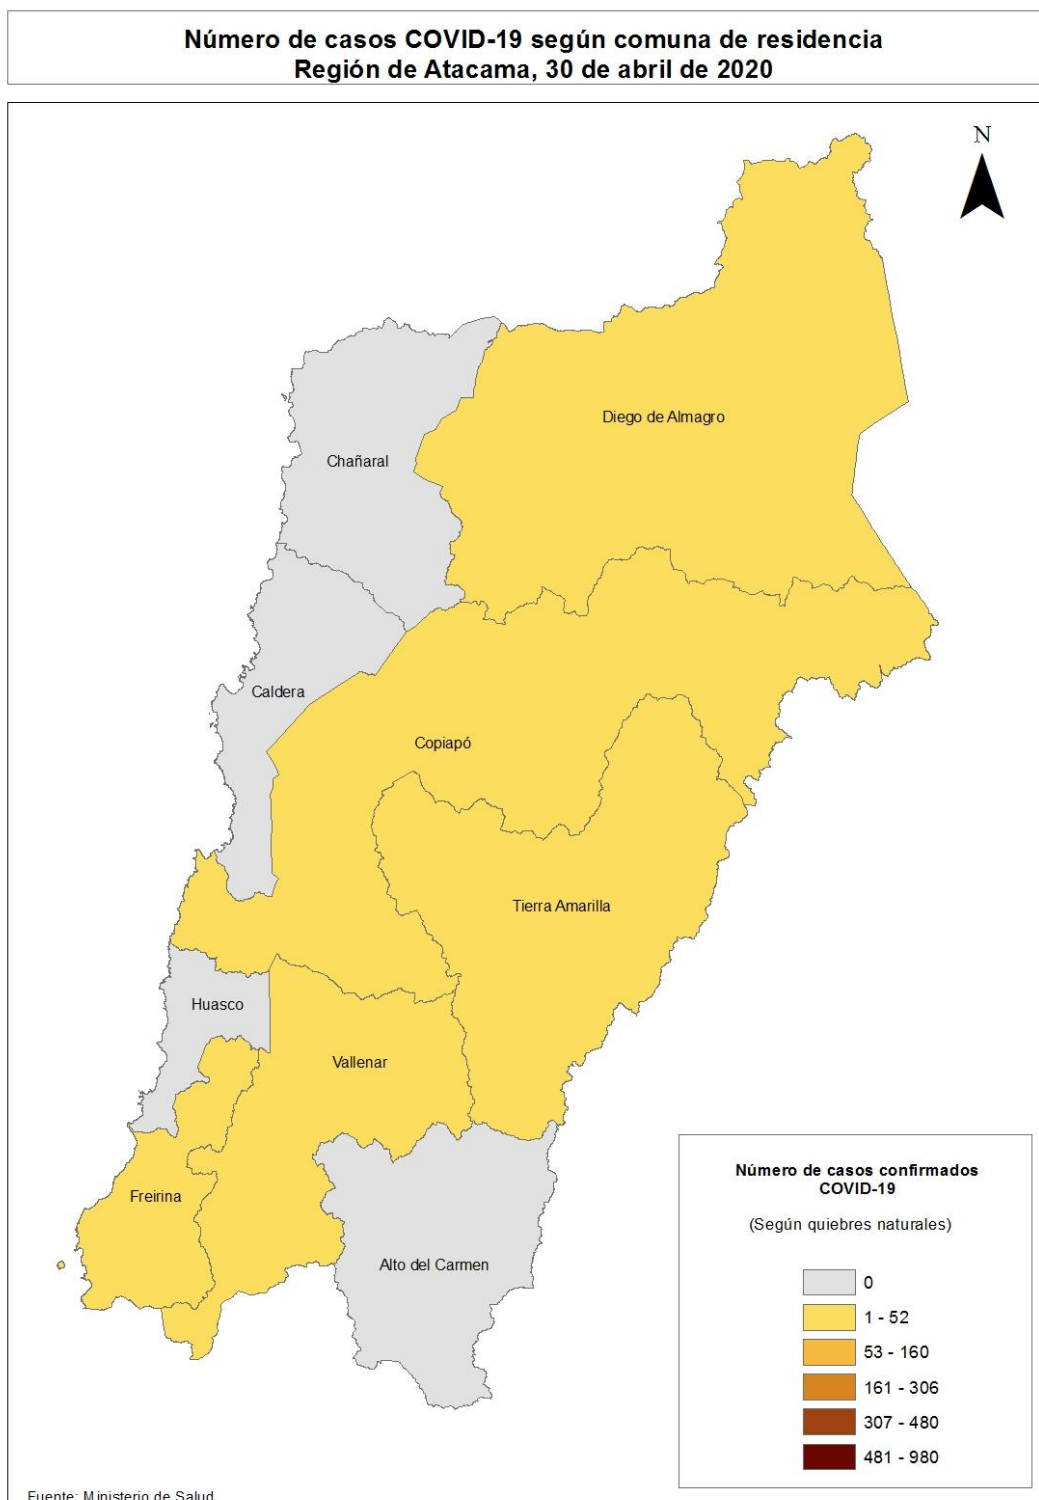 Número de casos COVID-19 según comuna de residencia
Región de Atacama, 30 de abril de 2020
N
Diego de Almagro
Chañaral
Caldera
Copiapó
Tierra Amarilla
Huasco
Vallenar
Freirina
Alto del Carmen
Número de casos confirmados
COVID-19
(Según quiebres naturales)
0
1 - 52
53 - 160
161 - 306
307 - 480
481 - 980
Fuente: Ministerio de Salud